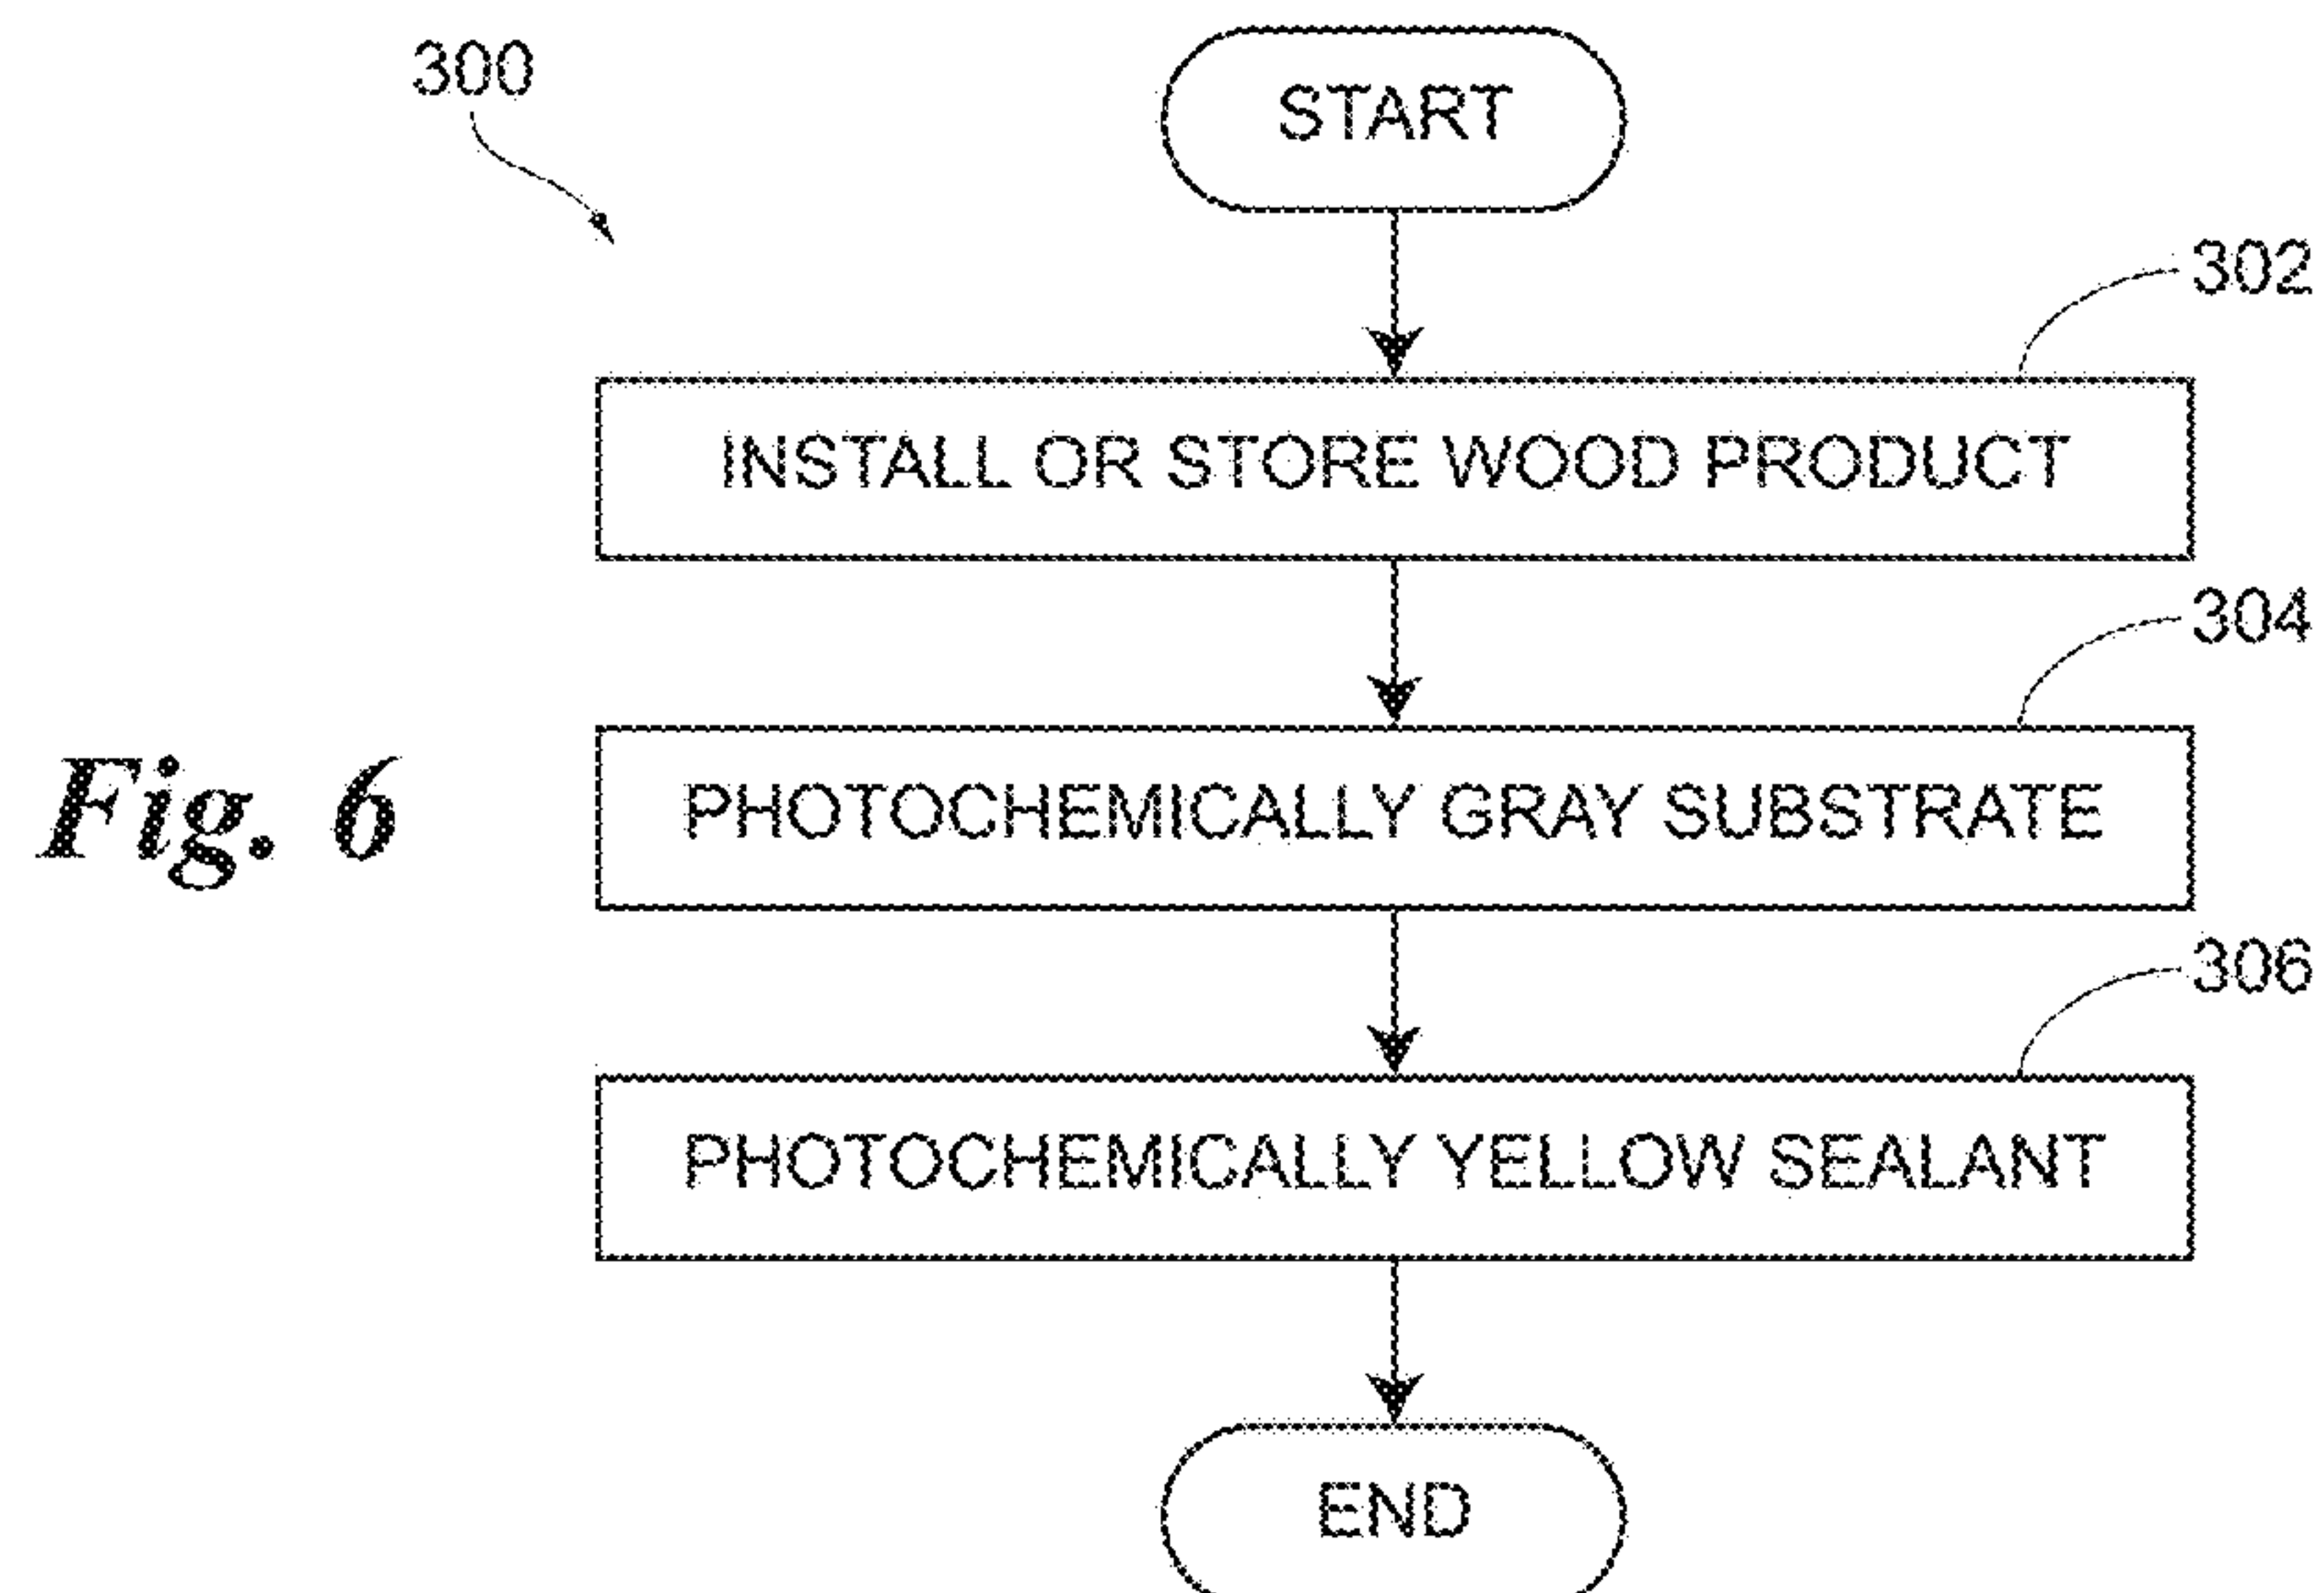 300
START
302
INSTALL OR STORE WOOD PRODUCT
304
PHOTOCHEMICALLY GRAY SUBSTRATE
Fig. 6
306
PHOTOCHEMICALLY YELLOW SEALANT
END